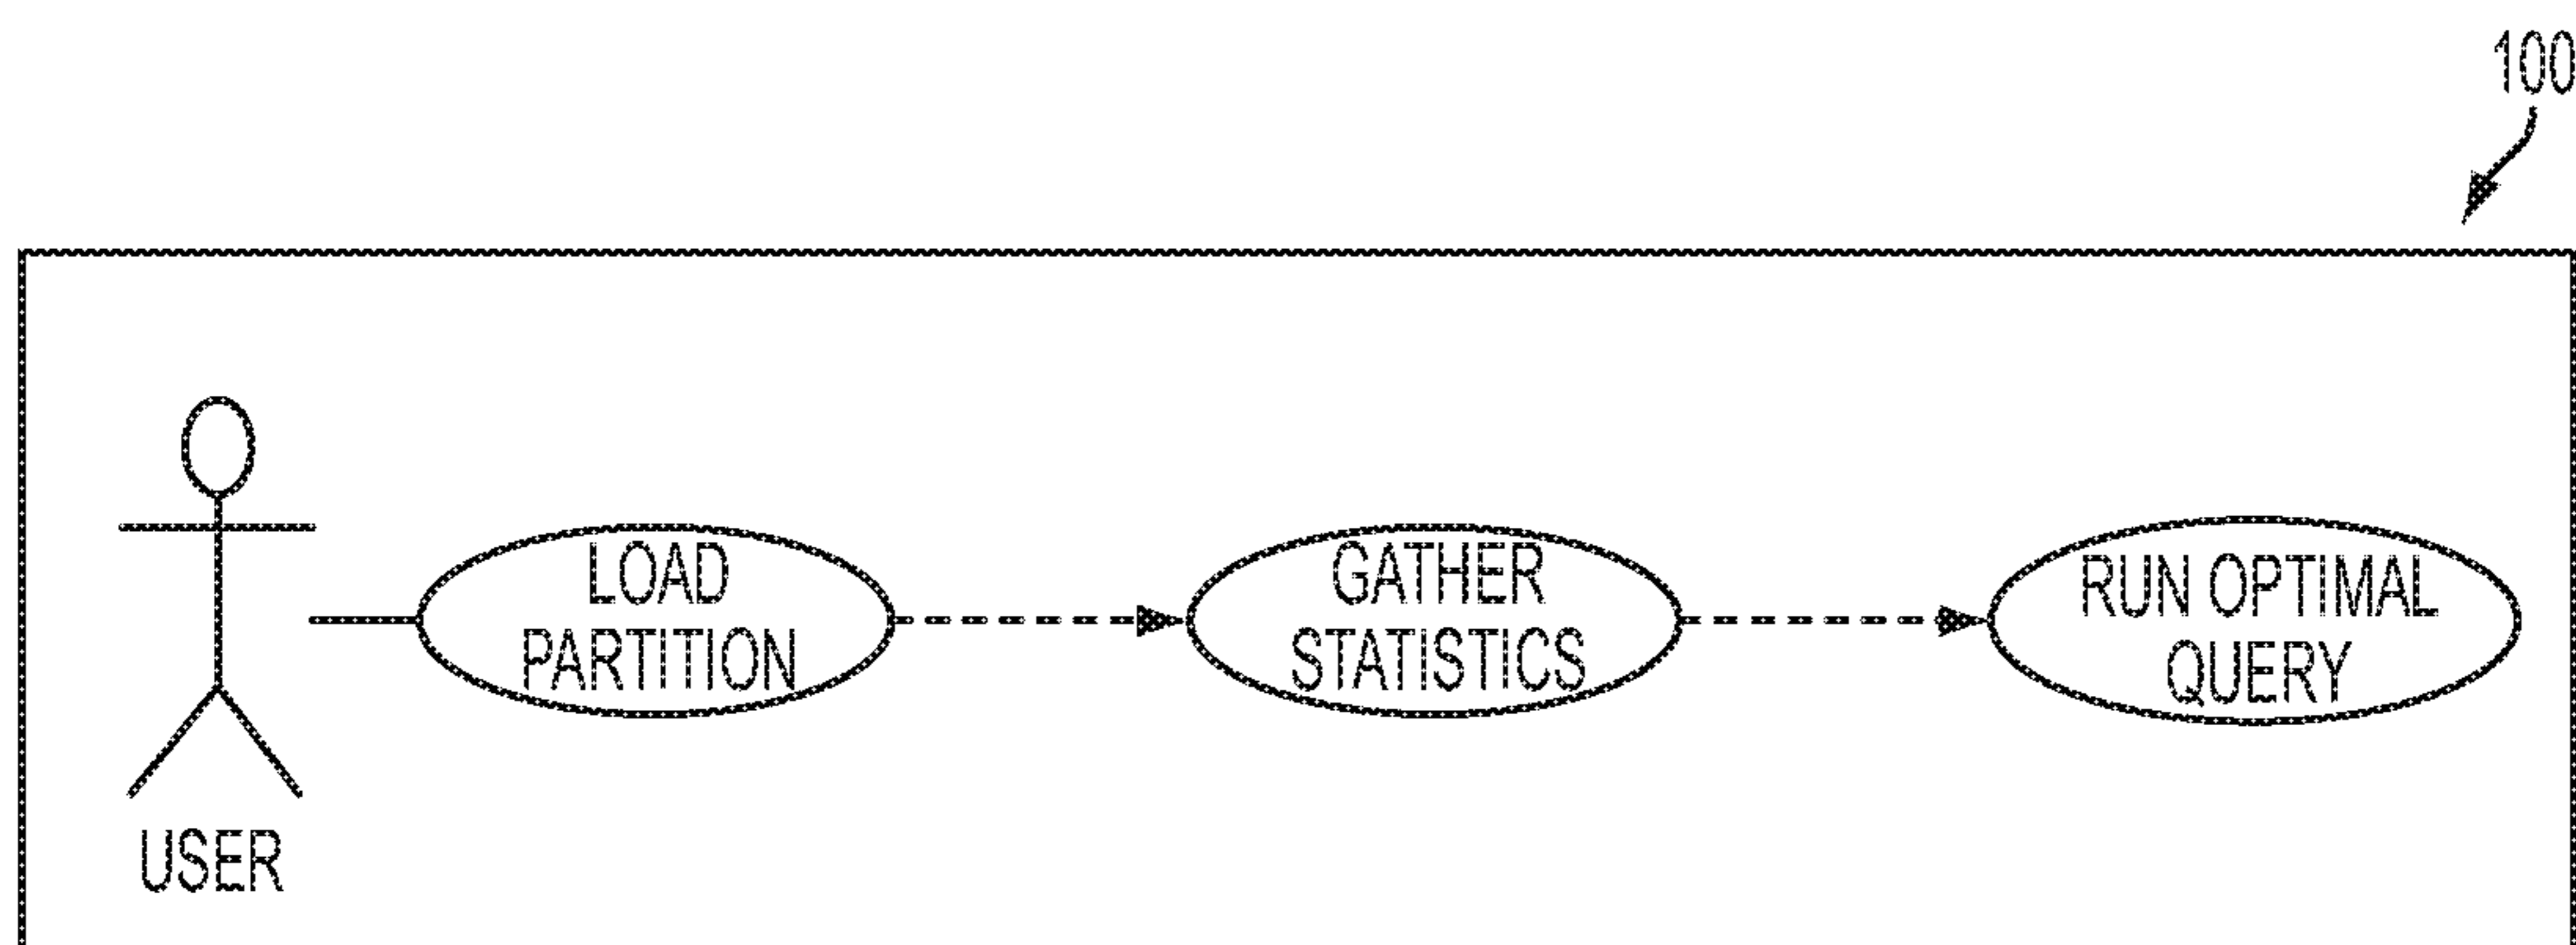 100
LOAD
PARTITION
GATHER
STATISTICS
RUN OPTIMAL
QUERY
USER